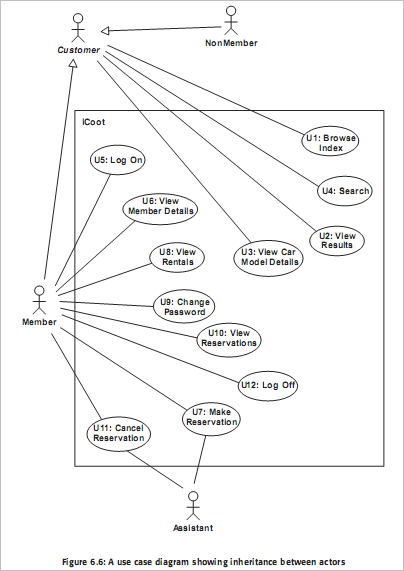 Customer
NonMember
iCoot
U1: Browse
Index
U5: Log On
U4: Search
U6: View
Member Details
U2: View
Results
U8: View
Rentals
U3: View Car
Model Details
U9: Change
Password
Member
U10: View
Reservations
U12: Log Off
U7: Make
Reservation
U11: Cancel
Reservation
Assistant
Figure 6.6: A use case diagram showing inheritance between actors